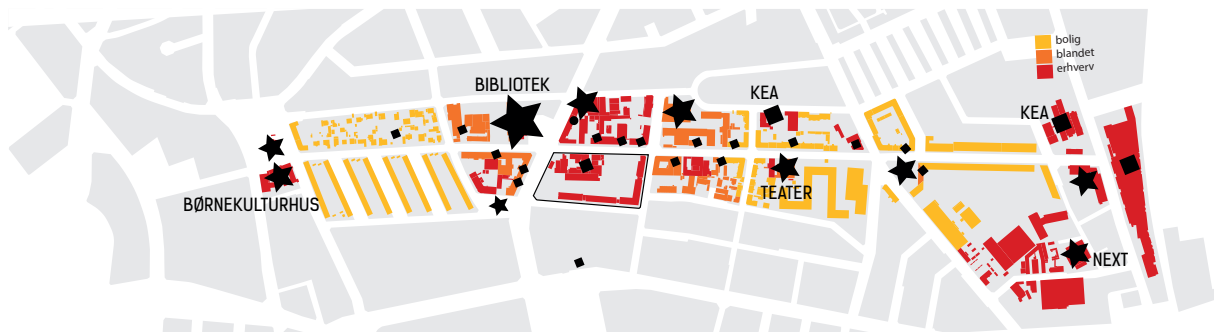 bolig
blandet
erhverv
BIBLIOTEK
KEA
KEA
TEATER
BØRNEKULTURHUS
NEXT